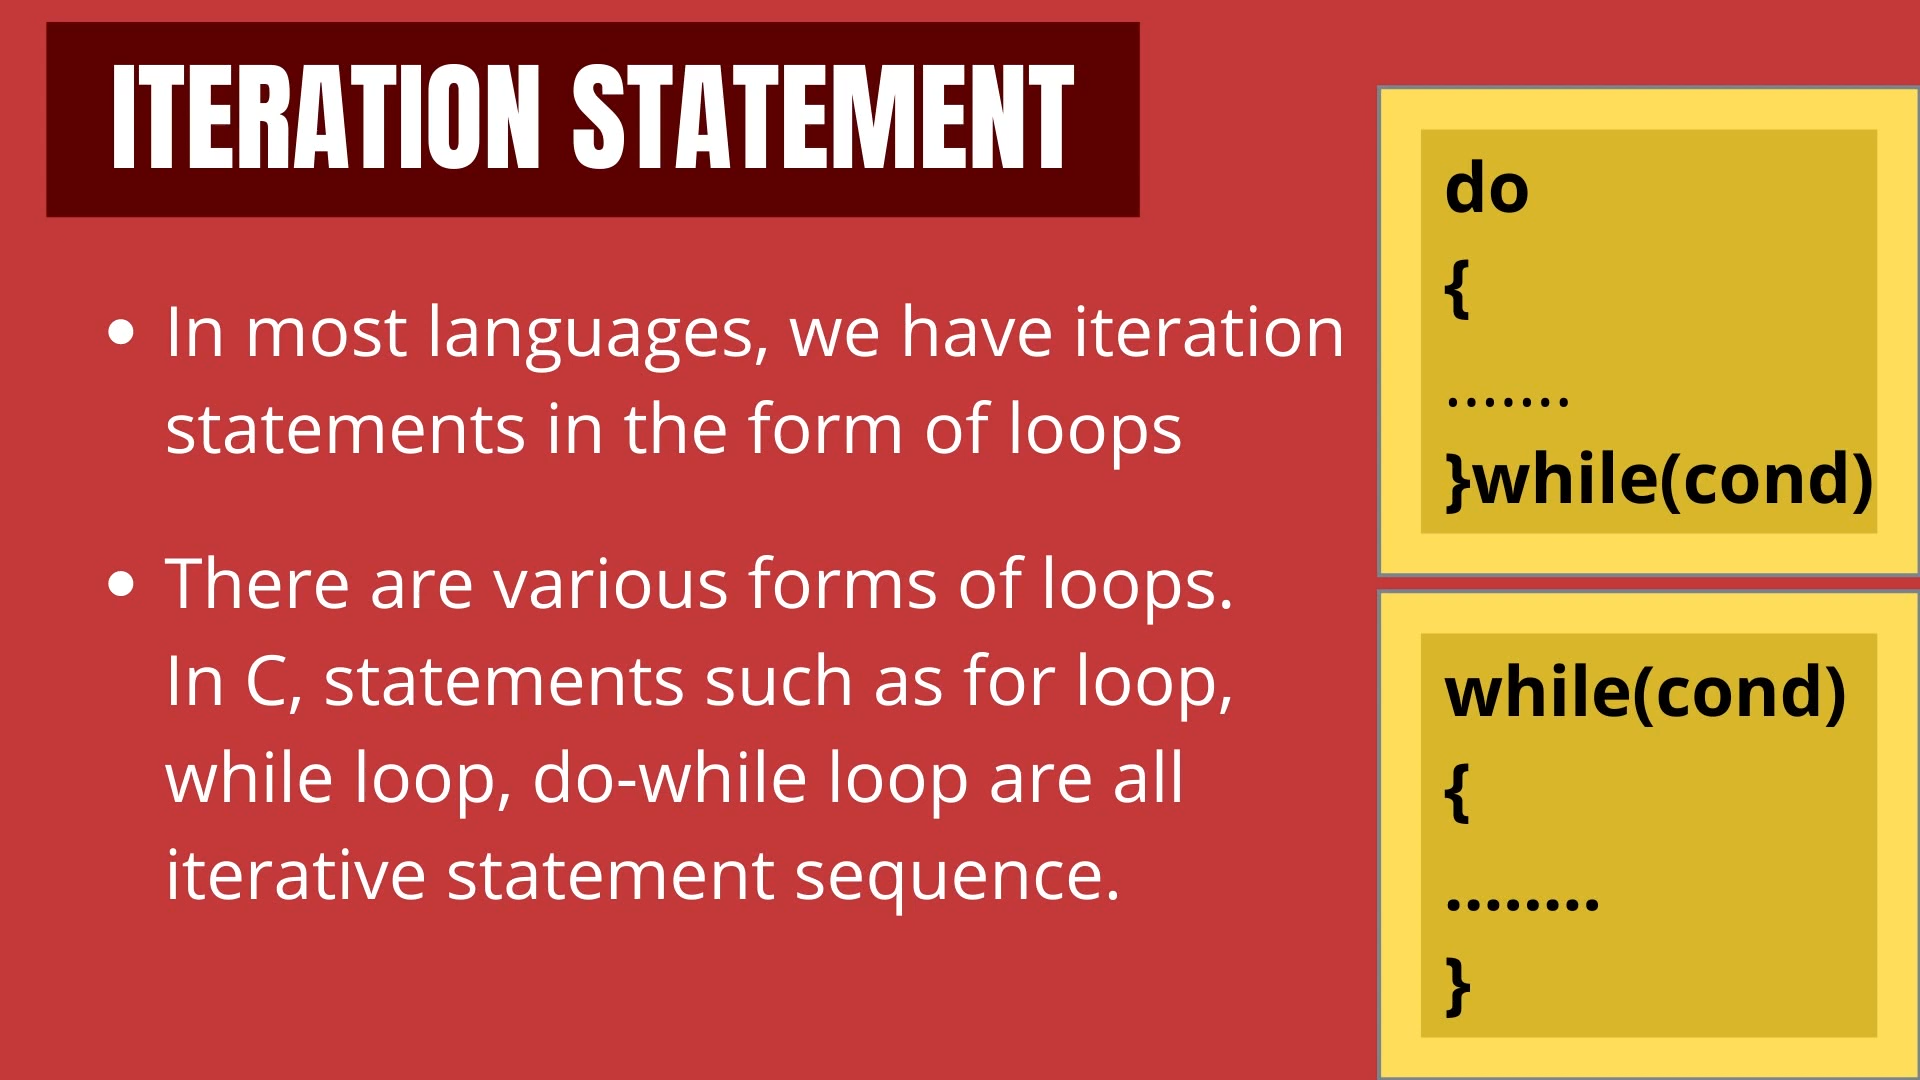 ITERATION STATEMENT
• In most languages, we have iteration
statements in the form of loops
• There are various forms of loops.
In C, statements such as for loop,
while loop, do-while loop are all
iterative statement sequence.
do
{
.......
}while(cond)
while(cond)
{
........
}